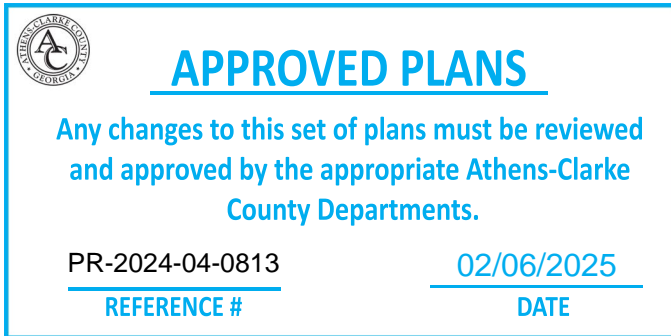 ATHENS-CLARKE COUNTY
AC
GEORGIA
APPROVED PLANS
Any changes to this set of plans must be reviewed
and approved by the appropriate Athens-Clarke
County Departments.
PR-2024-04-0813
02/06/2025
REFERENCE #
DATE